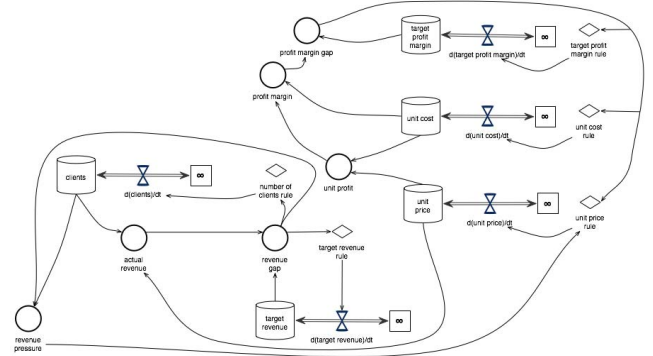 target
profit
margin
∞
profit margin gap
d(target profit margin)/dt
target profit
margin rule
profit margin
unit cost
∞
d(unit cost)/dt
unit cost
rule
clients
∞
d(clients)/dt
number of
clients rule
unit profit
unit
price
∞
d(unit price)/dt
unit price
rule
actual
revenue
revenue
gap
target revenue
rule
target
revenue
∞
d(target revenue)/dt
revenue
pressure